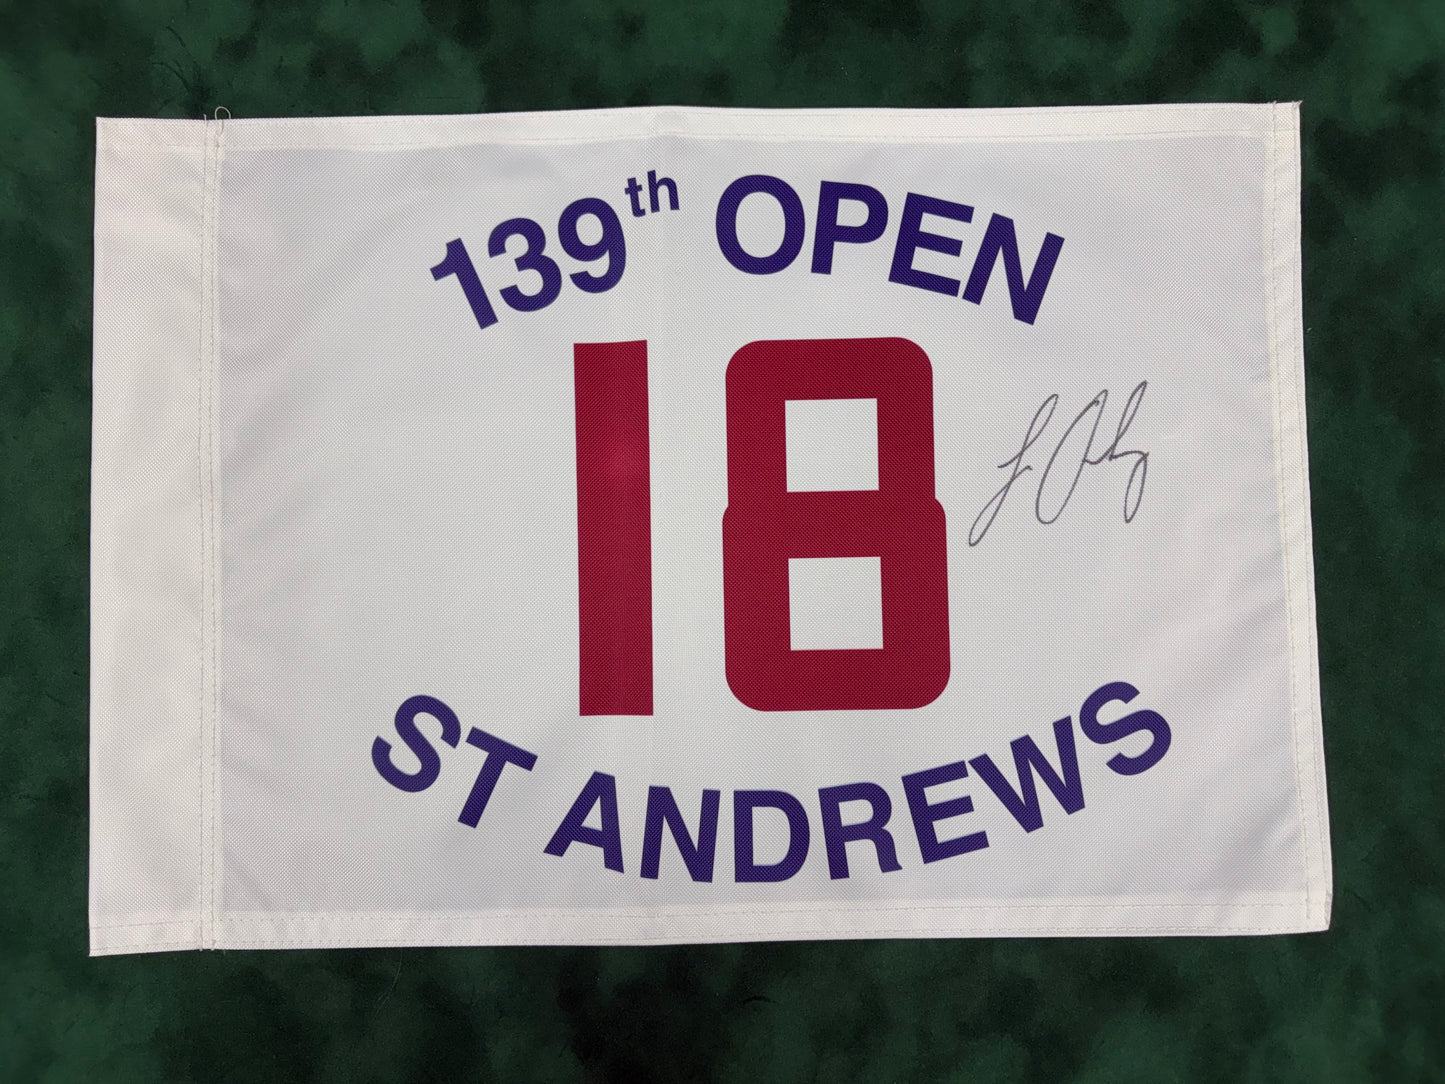 139th OPEN
18
ST ANDREWS